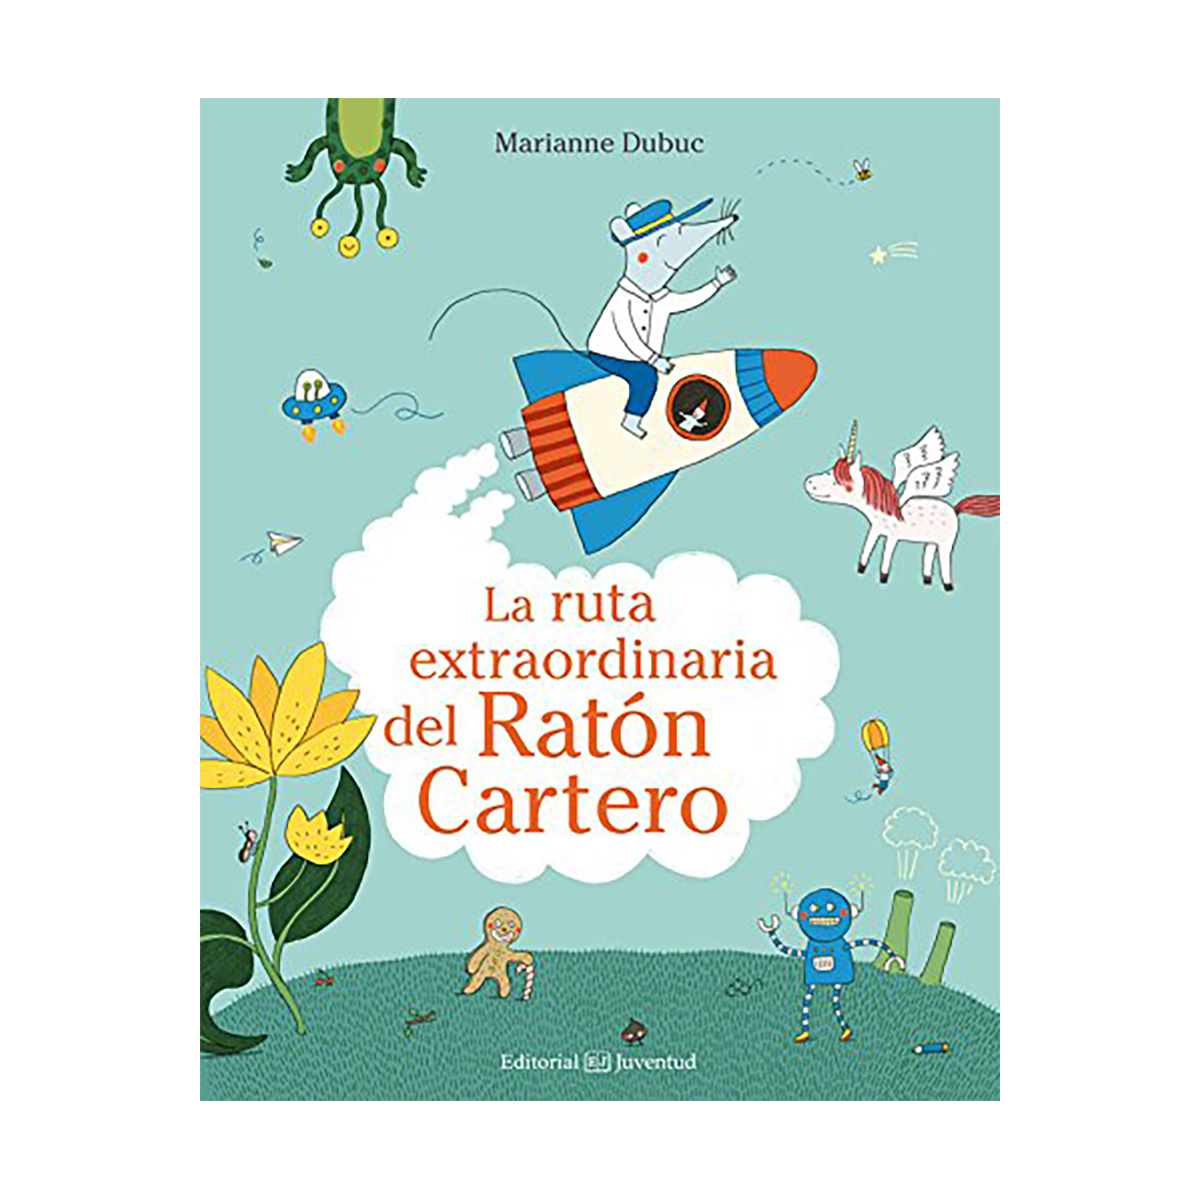 Marianne Dubuc
La ruta
extraordinaria
del Ratón
Cartero
Editorial EJ Juventud